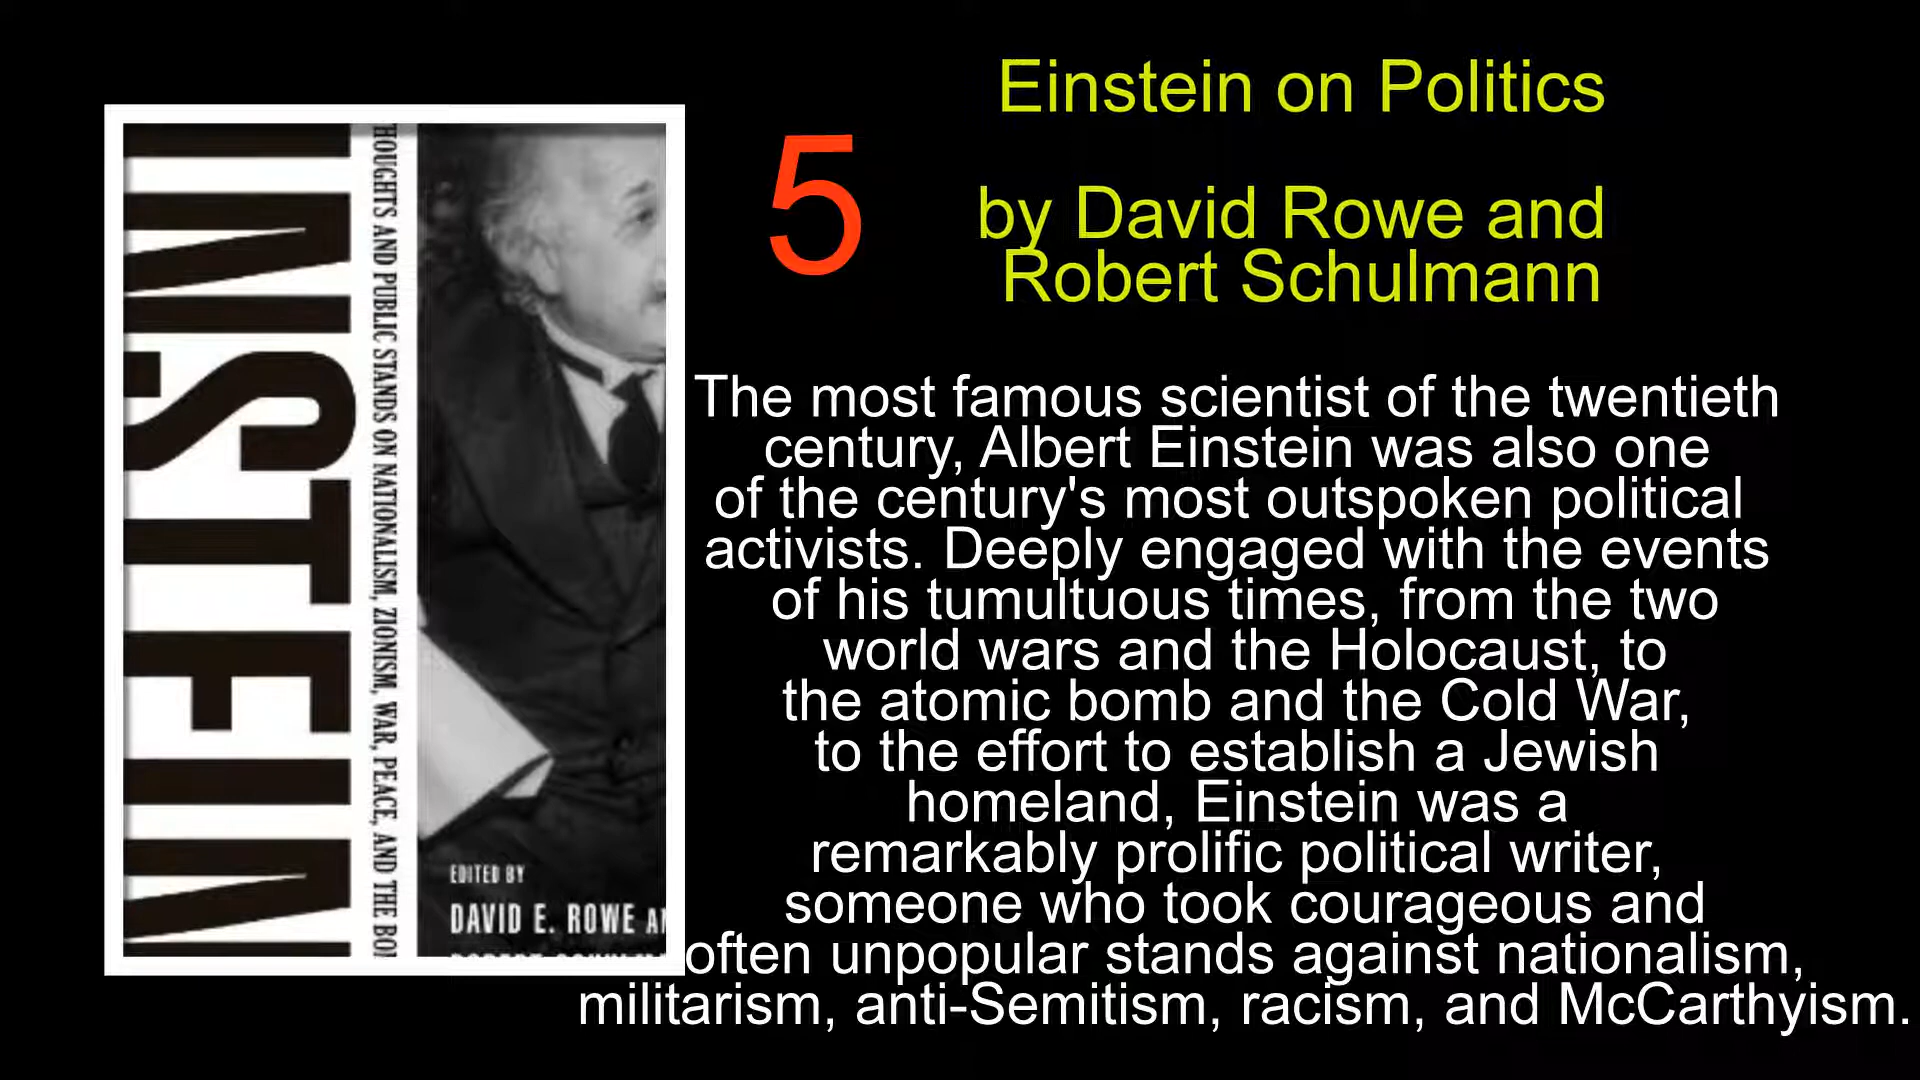 Einstein on Politics
5
by David Rowe and
Robert Schulmann
The most famous scientist of the twentieth
century, Albert Einstein was also one
of the century's most outspoken political
activists. Deeply engaged with the events
of his tumultuous times, from the two
world wars and the Holocaust, to
the atomic bomb and the Cold War,
to the effort to establish a Jewish
homeland, Einstein was a
remarkably prolific political writer,
someone who took courageous and
often unpopular stands against nationalism,
militarism, anti-Semitism, racism, and McCarthyism.
INSTEIN
HOUGHTS AND PUBLIC STANDS ON NATIONALISM, ZIONISM, WAR, PEACE, AND THE BO
EDITED BY
DAVID E. ROWE AN